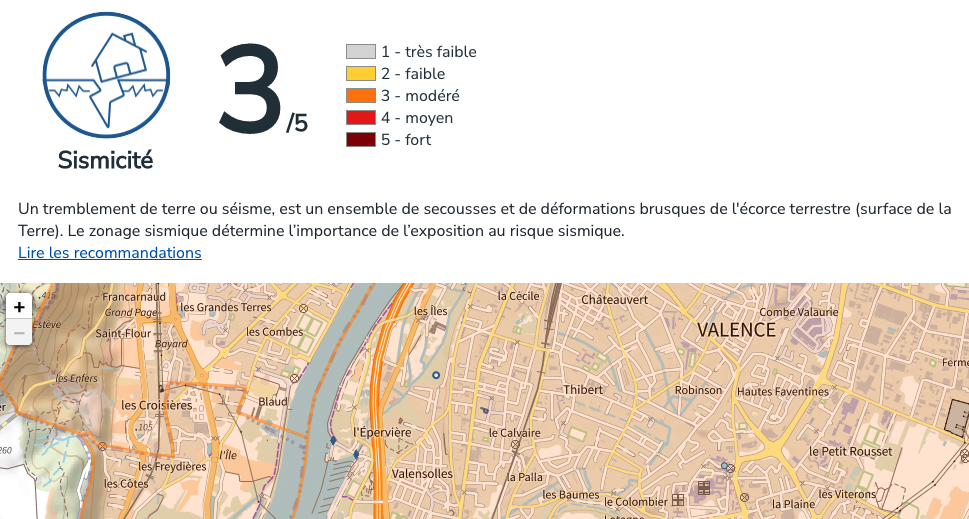 3
/5
1 - très faible
2 - faible
3 - modéré
4 - moyen
5 - fort
Sismicité
Un tremblement de terre ou séisme, est un ensemble de secousses et de déformations brusques de l'écorce terrestre (surface de la
Terre). Le zonage sismique détermine l’importance de l’exposition au risque sismique.
Lire les recommandations
+
−
415
Francarnaud
les Grandes Terres
la Cécile
Châteauvert
Grand Page
les Îles
Combe Valaurie
Estève
Saint-Flour
les Combes
VALENCE
Bayard
Ferme
les Enfers
Thibert
Robinson
Hautes Faventines
les Croisières
Blaud
105
l'Épervière
le Calvaire
260
l'Île
le Petit Rousset
les Freydières
Valensolles
la Palla
les Côtes
les Baumes
le Colombier
les Viterons
la Plaine